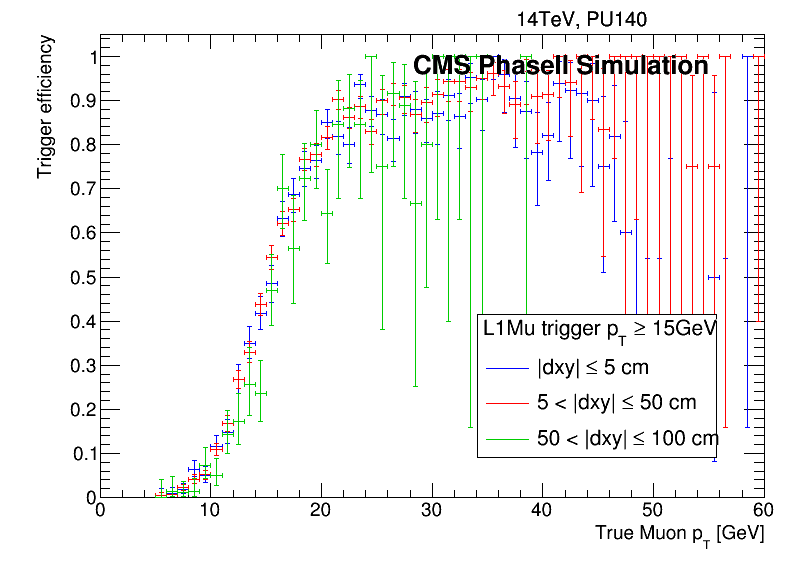 14TeV, PU140
CMS PhaseII Simulation
Trigger efficiency
1
0.9
0.8
0.7
0.6
0.5
0.4
0.3
0.2
0.1
0
L1Mu trigger p_T ≥ 15GeV
|dxy| ≤ 5 cm
5 < |dxy| ≤ 50 cm
50 < |dxy| ≤ 100 cm
0 10 20 30 40 50 60
True Muon p_T [GeV]